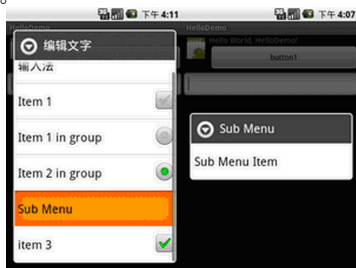 下午 4:11
编辑文字
输入法
Item 1
Item 1 in group
Item 2 in group
Sub Menu
item 3
下午 4:07
HelloDemo
Hello World, HelloDemo!
button1
Sub Menu
Sub Menu Item